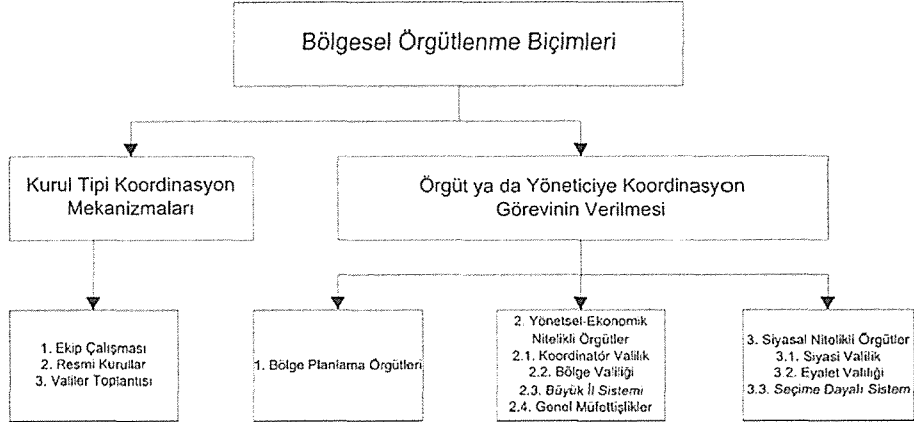 Bölgesel Örgütlenme Biçimleri
Kurul Tipi Koordinasyon
Mekanizmaları
Örgüt ya da Yöneticiye Koordinasyon
Görevinin Verilmesi
1. Ekip Çalışması
2. Resmi Kurullar
3. Valiler Toplantısı
1. Bölge Planlama Örgütleri
2. Yönetsel-Ekonomik
Nitelikli Örgütler
2.1. Koordinatör Valilik
2.2. Bölge Valiliği
2.3. Büyük İl Sistemi
2.4. Genel Müfettişlikler
3. Siyasal Nitelikli Örgütler
3.1. Siyasi Valilik
3.2. Eyalet Valiliği
3.3. Seçime Dayalı Sistem